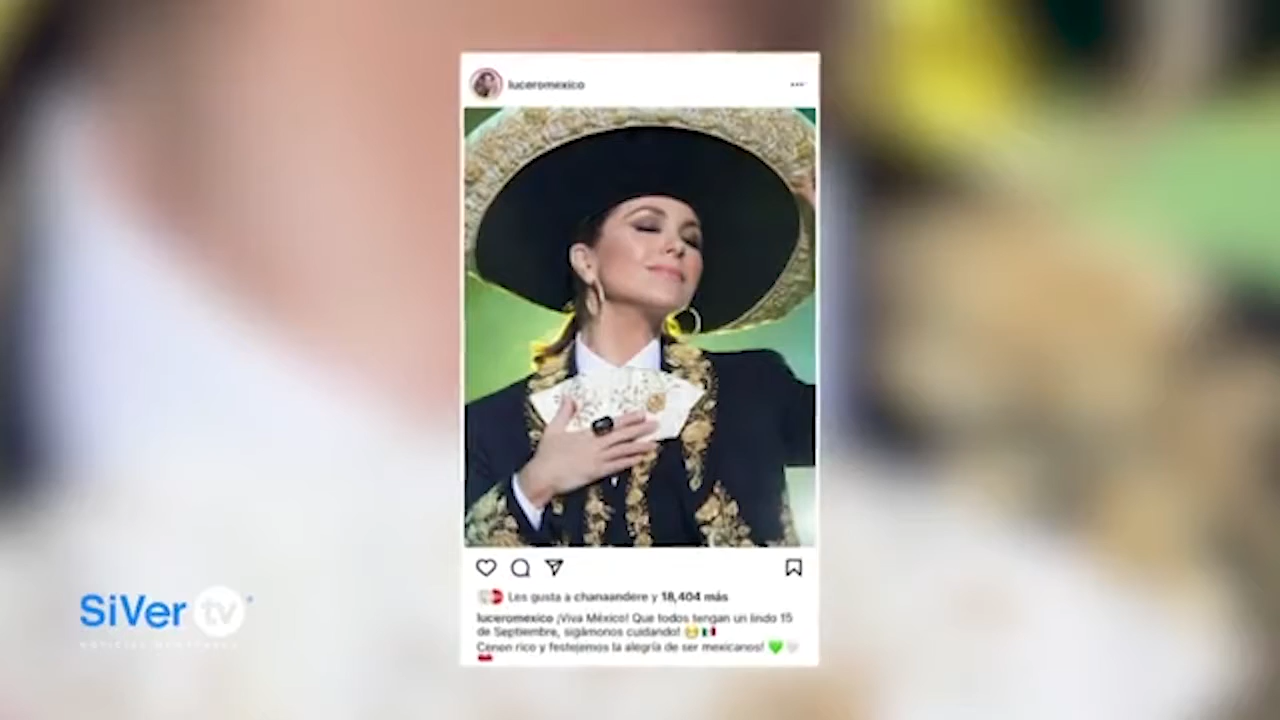 luceromexico
Les gusta a chanaandere y 18,404 más
luceromexico ¡Viva México! Que todos tengan un lindo 15
de Septiembre, sigámonos cuidando! 😷🇲🇽
Cenen rico y festejemos la alegría de ser mexicanos! 💚🤍
❤️
SiVer tv